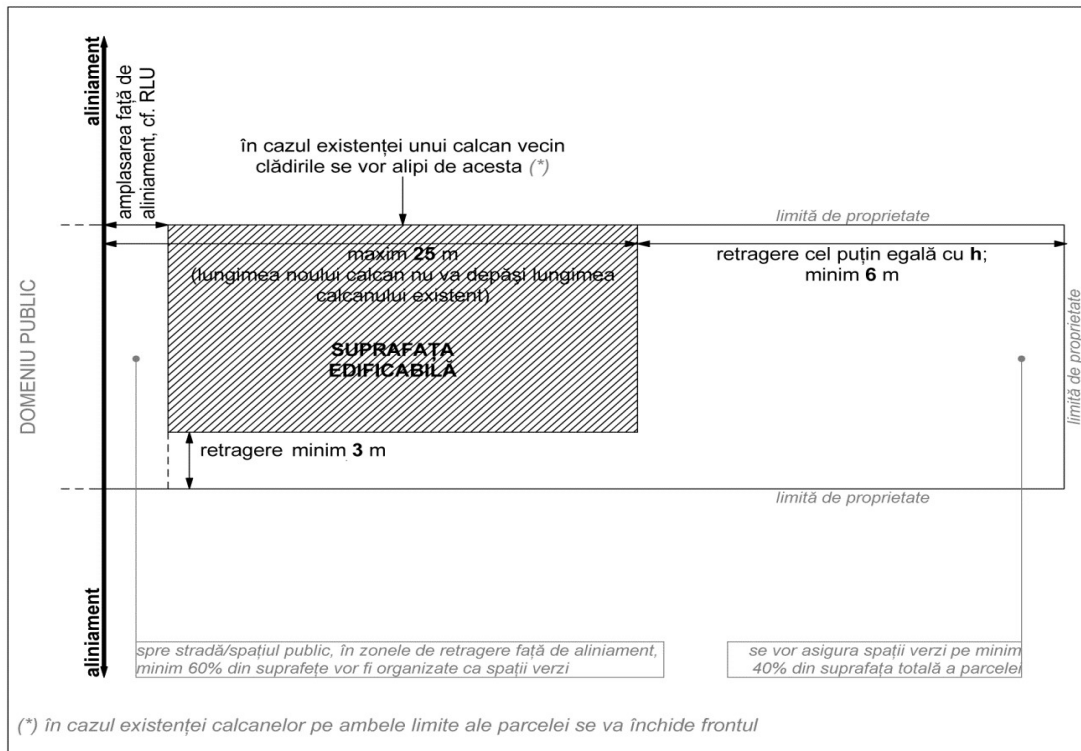 aliniament
amplasarea față de
aliniament, cf. RLU
în cazul existenței unui calcan vecin
clădirile se vor alipi de acesta (*)
limită de proprietate
maxim 25 m
(lungimea noului calcan nu va depăși lungimea
calcanului existent)
retragere cel puțin egală cu h;
minim 6 m
DOMENIU PUBLIC
SUPRAFAȚA
EDIFICABILĂ
limită de proprietate
retragere minim 3 m
limită de proprietate
aliniament
spre stradă/spațiul public, în zonele de retragere față de aliniament,
minim 60% din suprafețe vor fi organizate ca spații verzi
se vor asigura spații verzi pe minim
40% din suprafața totală a parcelei
(*) în cazul existenței calcanelor pe ambele limite ale parcelei se va închide frontul